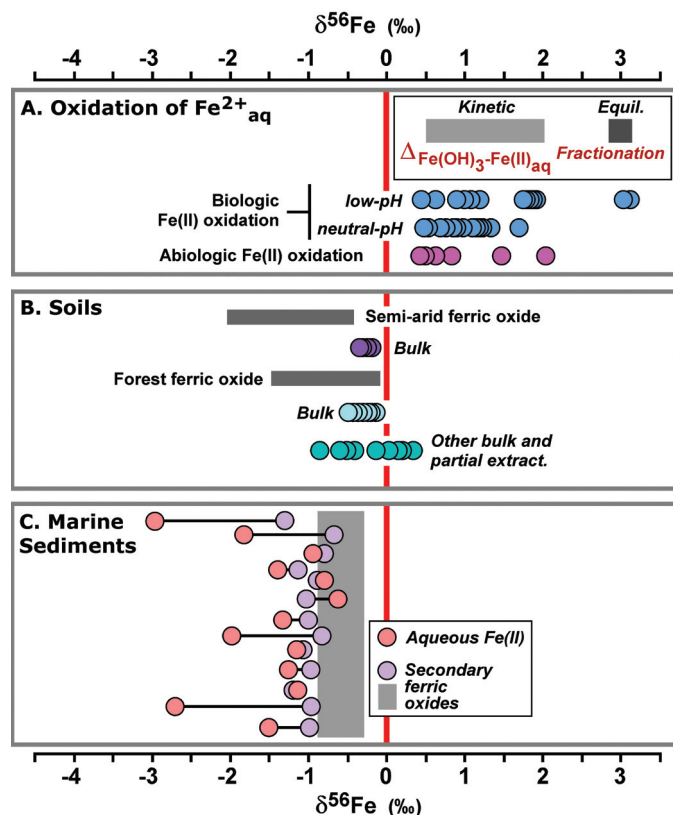 δ56Fe (‰)
-4 -3 -2 -1 0 1 2 3
A. Oxidation of Fe2+aq
Kinetic Equil.
ΔFe(OH)3-Fe(II)aq Fractionation
Biologic
Fe(II) oxidation
low-pH
neutral-pH
Abiologic Fe(II) oxidation
B. Soils
Semi-arid ferric oxide
Bulk
Forest ferric oxide
Bulk
Other bulk and
partial extract.
C. Marine
Sediments
Aqueous Fe(II)
Secondary
ferric
oxides
-4 -3 -2 -1 0 1 2 3
δ56Fe (‰)